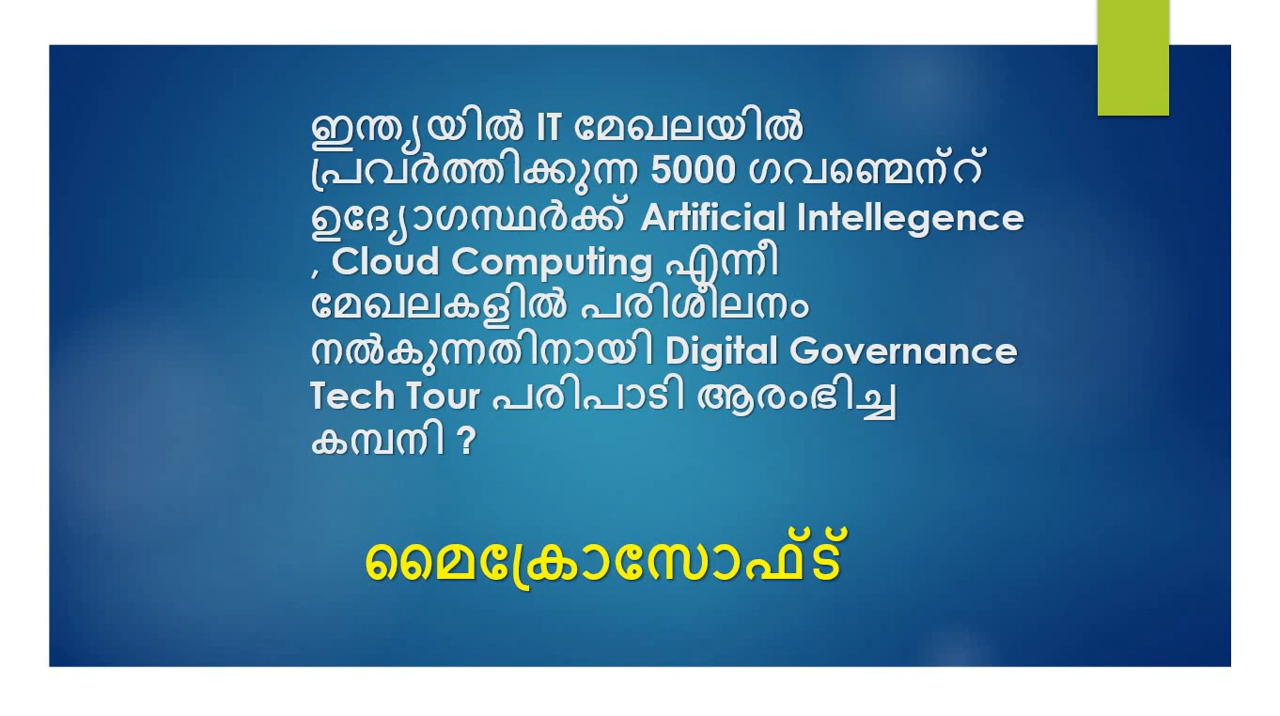 ഇന്ത്യയിൽ IT മേഖലയിൽ
പ്രവർത്തിക്കുന്ന 5000 ഗവണ്മെന്റ്
ഉദ്യോഗസ്ഥർക്ക് Artificial Intellegence
, Cloud Computing എന്നീ
മേഖലകളിൽ പരിശീലനം
നൽകുന്നതിനായി Digital Governance
Tech Tour പരിപാടി ആരംഭിച്ച
കമ്പനി ?
മൈക്രോസോഫ്ട്